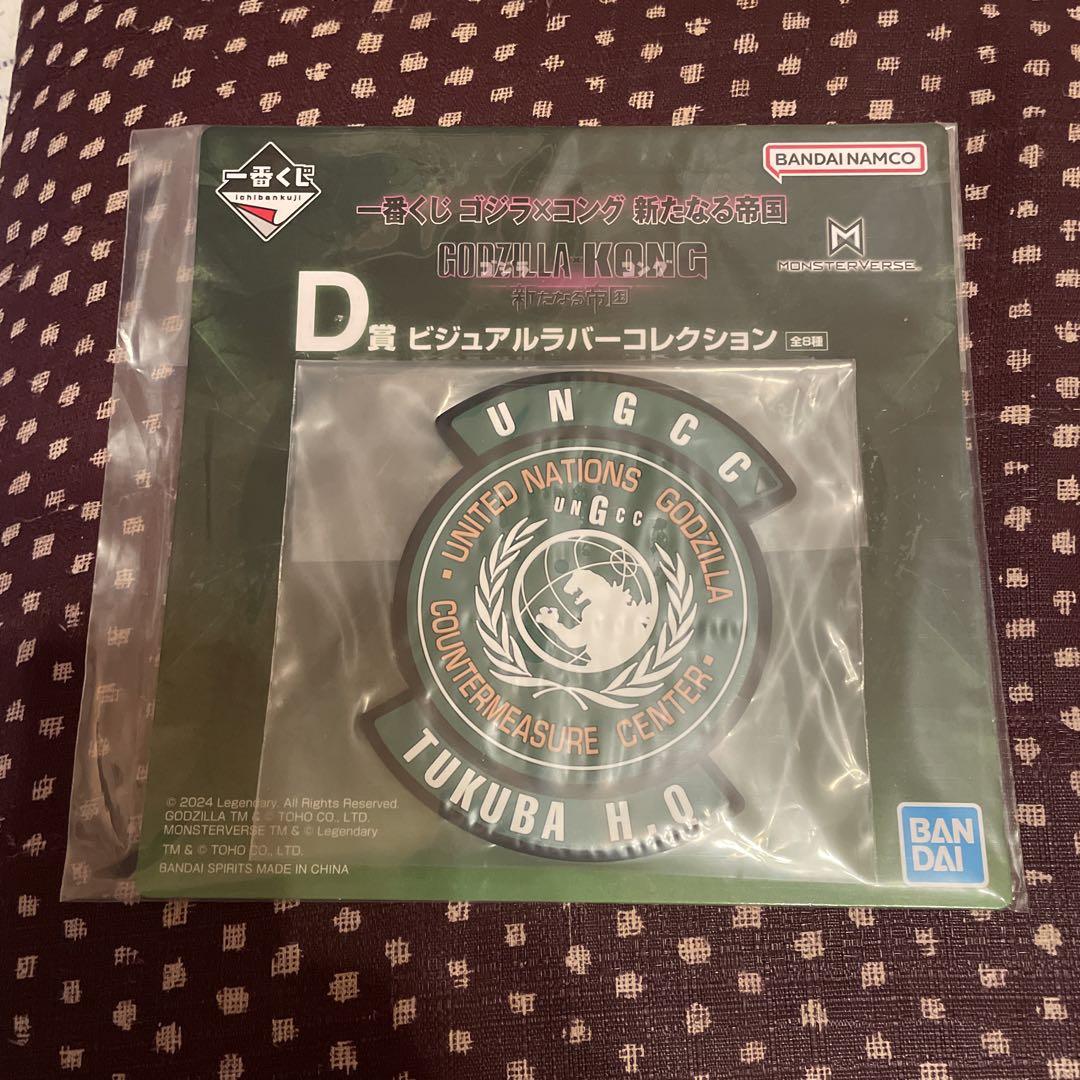 一番くじ
ichibankuji
BANDAI NAMCO
一番くじ ゴジラ×コング 新たなる帝国
GODZILLA × KONG
ゴジラ コング
新たなる帝国
MONSTERVERSE
D賞 ビジュアルラバーコレクション 全8種
UNGCC
UNITED NATIONS GODZILLA
UNGCC
COUNTERMEASURE CENTER
TUKUBA H.Q.
© 2024 Legendary. All Rights Reserved.
GODZILLA TM & © TOHO CO., LTD.
MONSTERVERSE TM & © Legendary
TM & © TOHO CO., LTD.
BANDAI SPIRITS MADE IN CHINA
BAN
DAI